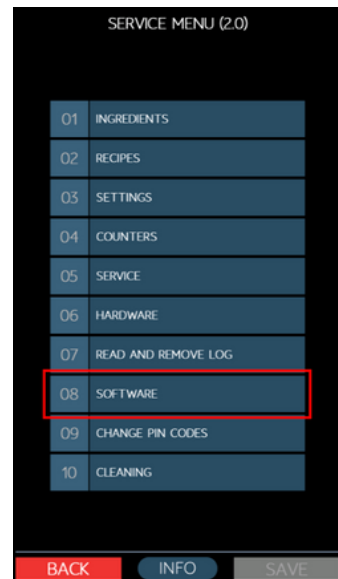 SERVICE MENU (2.0)
01 INGREDIENTS
02 RECIPES
03 SETTINGS
04 COUNTERS
05 SERVICE
06 HARDWARE
07 READ AND REMOVE LOG
08 SOFTWARE
09 CHANGE PIN CODES
10 CLEANING
BACK INFO SAVE